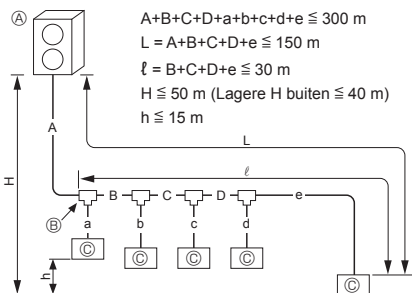 Ⓐ
A+B+C+D+a+b+c+d+e ≦ 300 m
L = A+B+C+D+e ≦ 150 m
ℓ = B+C+D+e ≦ 30 m
H ≦ 50 m (Lagere H buiten ≦ 40 m)
h ≦ 15 m
L
A
H
ℓ
B C D e
Ⓑ a b c d
Ⓒ Ⓒ Ⓒ Ⓒ
h
Ⓒ